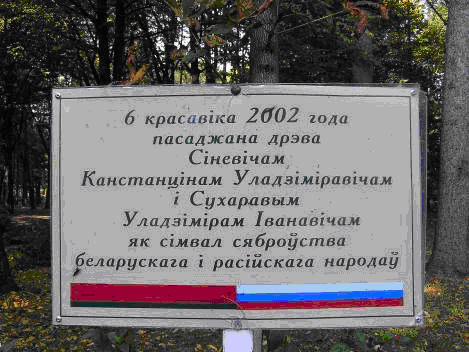 6 красавіка 2002 года
пасаджана дрэва
Сіневічам
Канстанцінам Уладзіміравічам
і Сухаравым
Уладзімірам Іванавічам
як сімвал сяброўства
беларускага і расійскага народаў